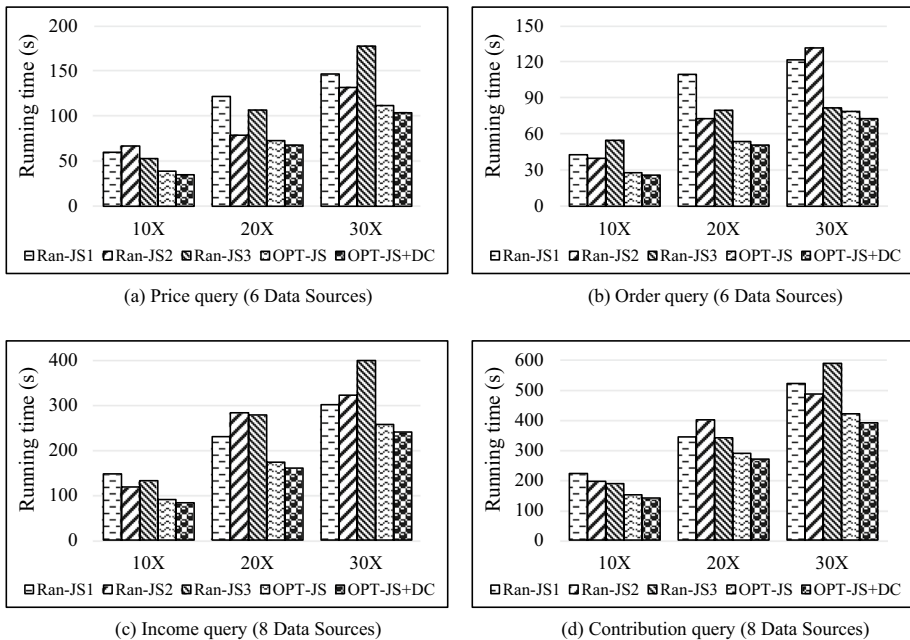 Running time (s)
200
150
100
50
0
10X 20X 30X
Ran-JS1 Ran-JS2 Ran-JS3 OPT-JS OPT-JS+DC
(a) Price query (6 Data Sources)
Running time (s)
150
120
90
60
30
0
10X 20X 30X
Ran-JS1 Ran-JS2 Ran-JS3 OPT-JS OPT-JS+DC
(b) Order query (6 Data Sources)
Running time (s)
400
300
200
100
0
10X 20X 30X
Ran-JS1 Ran-JS2 Ran-JS3 OPT-JS OPT-JS+DC
(c) Income query (8 Data Sources)
Running time (s)
600
500
400
300
200
100
0
10X 20X 30X
Ran-JS1 Ran-JS2 Ran-JS3 OPT-JS OPT-JS+DC
(d) Contribution query (8 Data Sources)